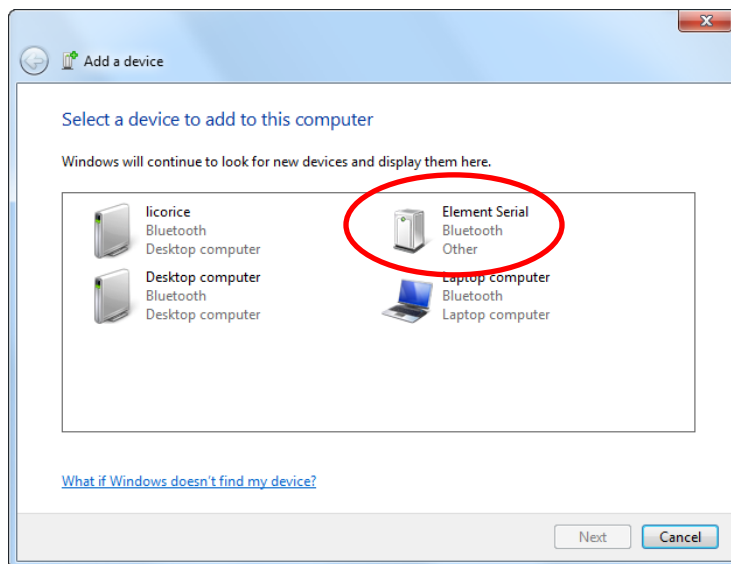 Add a device
Select a device to add to this computer
Windows will continue to look for new devices and display them here.
licorice
Bluetooth
Desktop computer
Element Serial
Bluetooth
Other
Desktop computer
Bluetooth
Desktop computer
Laptop computer
Bluetooth
Laptop computer
What if Windows doesn't find my device?
Next
Cancel